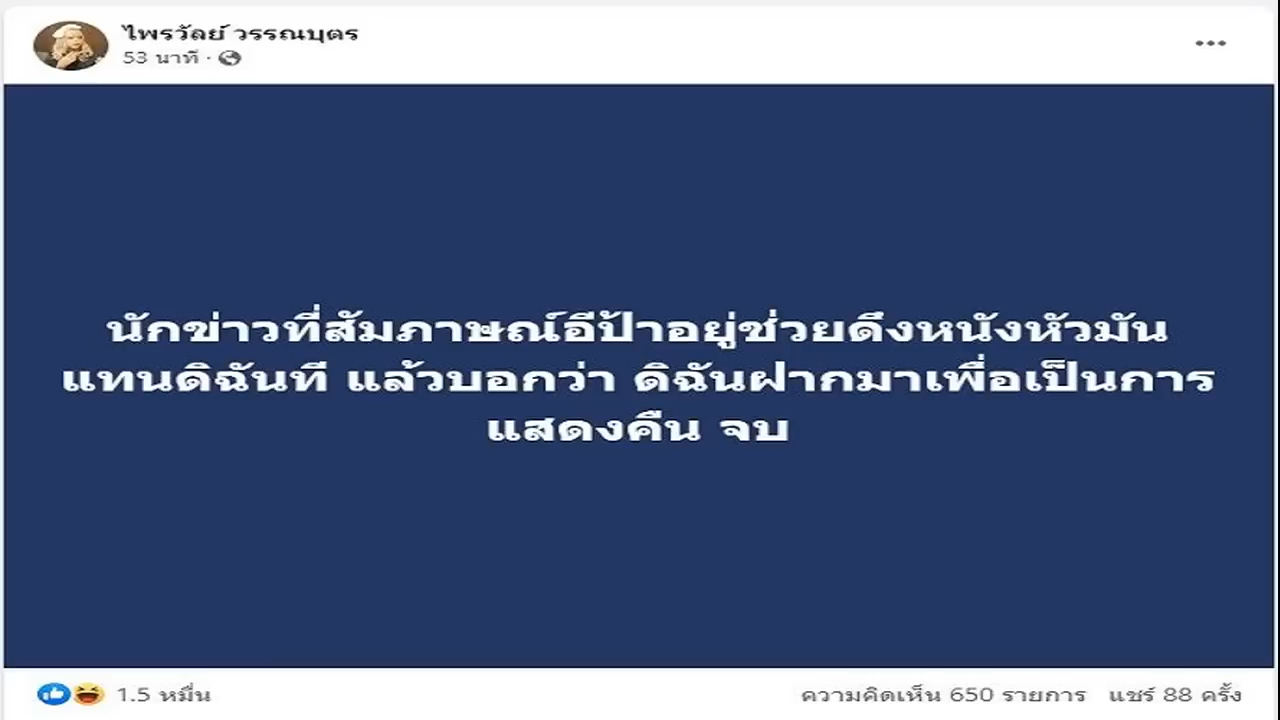 ไพรวัลย์ วรรณบุตร
53 นาที ·
นักข่าวที่สัมภาษณ์อีป้าอยู่ช่วยดึงหนังหัวมัน
แทนดิฉันที แล้วบอกว่า ดิฉันฝากมาเพื่อเป็นการ
แสดงคืน จบ
1.5 หมื่น ความคิดเห็น 650 รายการ แชร์ 88 ครั้ง